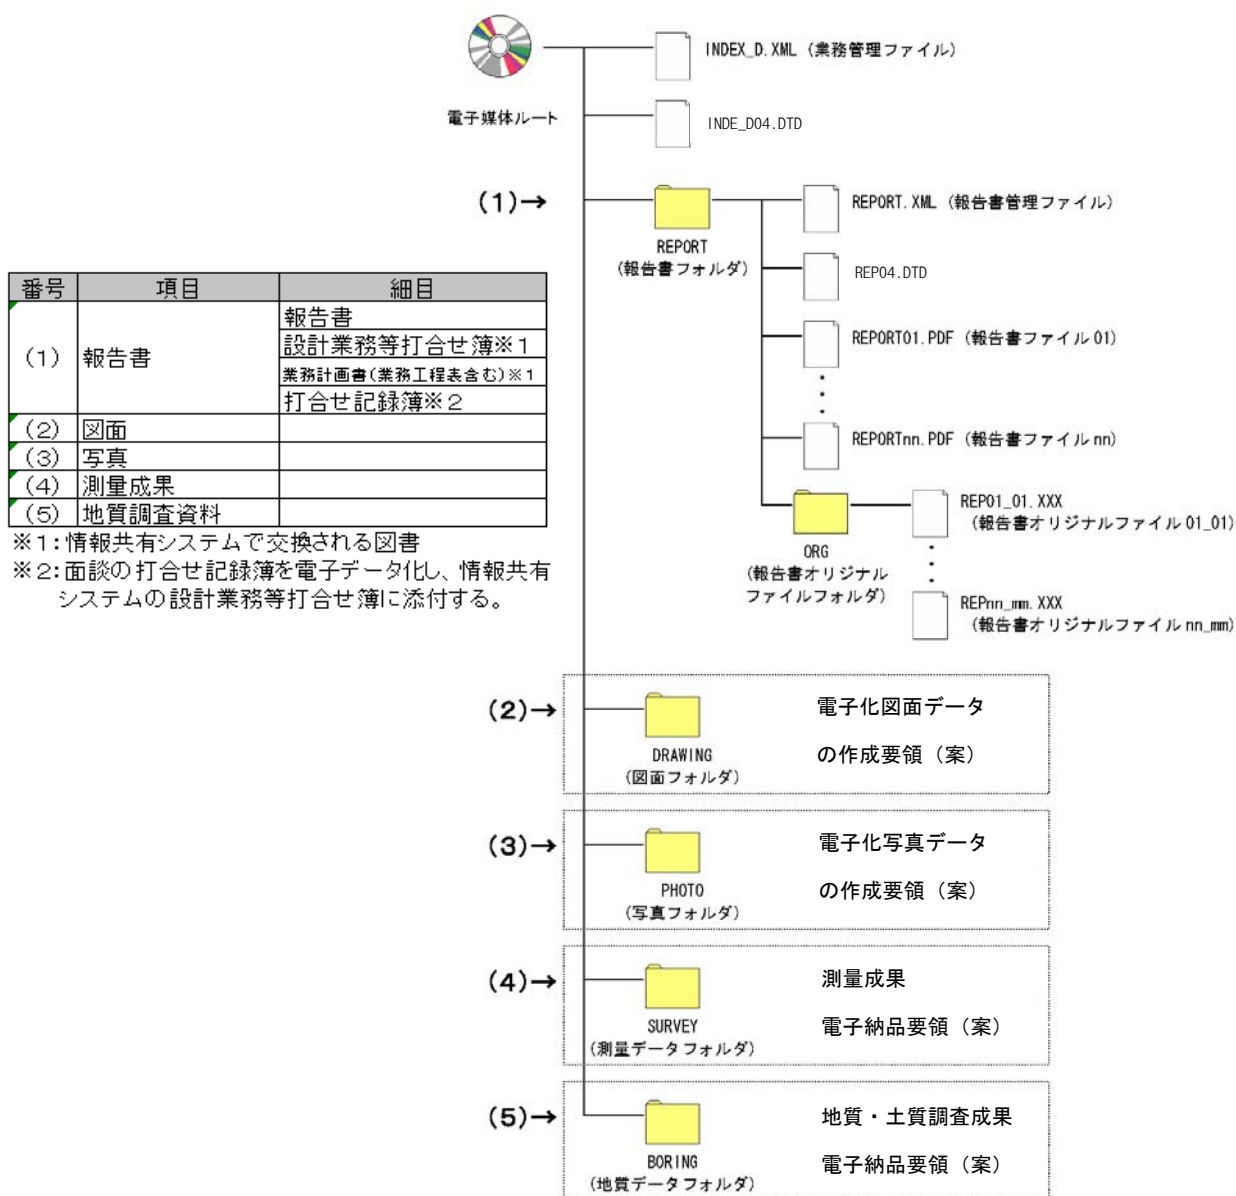 INDEX_D.XML (業務管理ファイル)
電子媒体ルート
INDE_D04.DTD
(1)→
REPORT
(報告書フォルダ)
REPORT.XML (報告書管理ファイル)
REP04.DTD
REPORT01.PDF (報告書ファイル01)
REPORTnn.PDF (報告書ファイルnn)
ORG
(報告書オリジナル
ファイルフォルダ)
REP01_01.XXX
(報告書オリジナルファイル01_01)
REPnn_mm.XXX
(報告書オリジナルファイルnn_mm)
番号 項目 細目
(1) 報告書 報告書
設計業務等打合せ簿※1
業務計画書(業務工程表含む)※1
打合せ記録簿※2
(2) 図面
(3) 写真
(4) 測量成果
(5) 地質調査資料
※1:情報共有システムで交換される図書
※2:面談の打合せ記録簿を電子データ化し、情報共有
システムの設計業務等打合せ簿に添付する。
(2)→
DRAWING
(図面フォルダ)
電子化図面データ
の作成要領(案)
(3)→
PHOTO
(写真フォルダ)
電子化写真データ
の作成要領(案)
(4)→
SURVEY
(測量データフォルダ)
測量成果
電子納品要領(案)
(5)→
BORING
(地質データフォルダ)
地質・土質調査成果
電子納品要領(案)